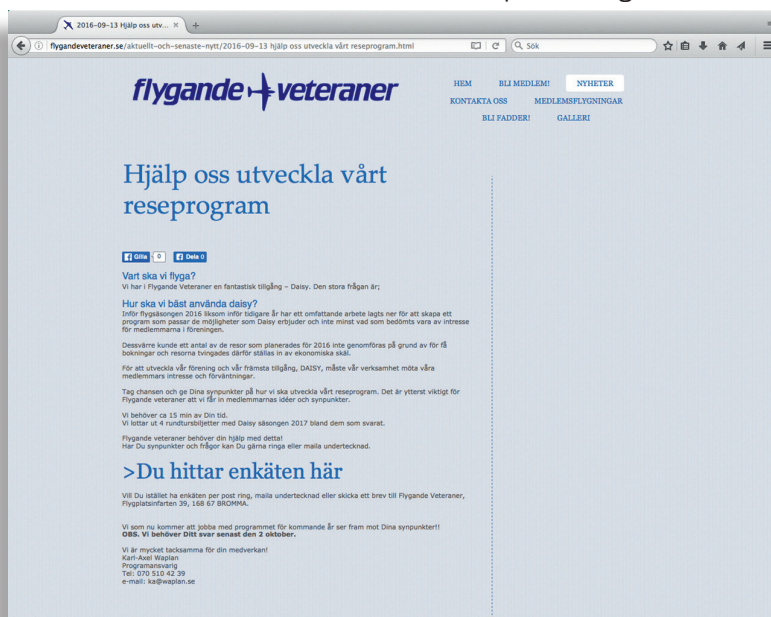 2016-09-13 Hjälp oss utv... × +
flygandeveteraner.se/aktuellt-och-senaste-nytt/2016-09-13 hjalp oss utveckla vårt reseprogram.html Sök
flygande veteraner
HEM BLI MEDLEM! NYHETER
KONTAKTA OSS MEDLEMSFLYGNINGAR
BLI FADDER! GALLERI
Hjälp oss utveckla vårt
reseprogram
Gilla 0 Dela 0
Vart ska vi flyga?
Vi har i Flygande Veteraner en fantastisk tillgång – Daisy. Den stora frågan är;
Hur ska vi bäst använda daisy?
Inför flygsäsongen 2016 liksom inför tidigare år har ett omfattande arbete lagts ner för att skapa ett
program som passar de möjligheter som Daisy erbjuder och inte minst vad som bedömts vara av intresse
för medlemmarna i föreningen.
Dessvärre kunde ett antal av de resor som planerades för 2016 inte genomföras på grund av för få
bokningar och resorna tvingades därför ställas in av ekonomiska skäl.
För att utveckla vår förening och vår främsta tillgång, DAISY, måste vår verksamhet möta våra
medlemmars intresse och förväntningar.
Tag chansen och ge Dina synpunkter på hur vi ska utveckla vårt reseprogram. Det är ytterst viktigt för
Flygande veteraner att vi får in medlemmarnas idéer och synpunkter.
Vi behöver ca 15 min av Din tid.
Vi lottar ut 4 rundtursbiljetter med Daisy säsongen 2017 bland dem som svarat.
Flygande veteraner behöver din hjälp med detta!
Har Du synpunkter och frågor kan Du gärna ringa eller maila undertecknad.
>Du hittar enkäten här
Vill Du istället ha enkäten per post ring, maila undertecknad eller skicka ett brev till Flygande Veteraner,
Flygplatsinfarten 39, 168 67 BROMMA.
Vi som nu kommer att jobba med programmet för kommande år ser fram mot Dina synpunkter!!
OBS. Vi behöver Ditt svar senast den 2 oktober.
Vi är mycket tacksamma för din medverkan!
Karl-Axel Waplan
Programansvarig
Tel: 070 510 42 39
e-mail: ka@waplan.se